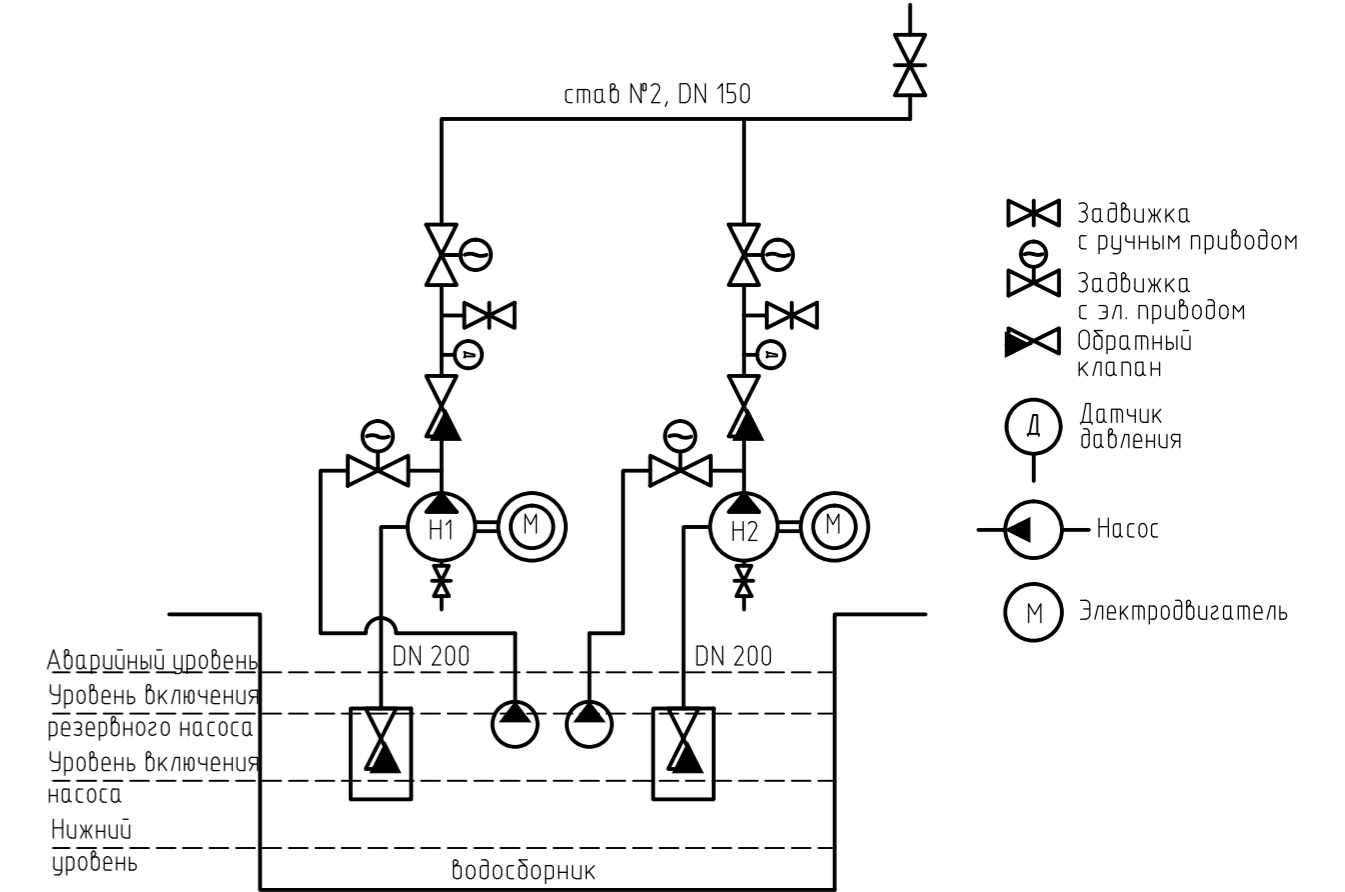 став №2, DN 150
Задвижка
с ручным приводом
Задвижка
с эл. приводом
Обратный
клапан
Д
Д
Д
Датчик
давления
Н1
М
Н2
М
Насос
М
Электродвигатель
Аварийный уровень
DN 200
DN 200
Уровень включения
резервного насоса
Уровень включения
насоса
Нижний
уровень
водосборник